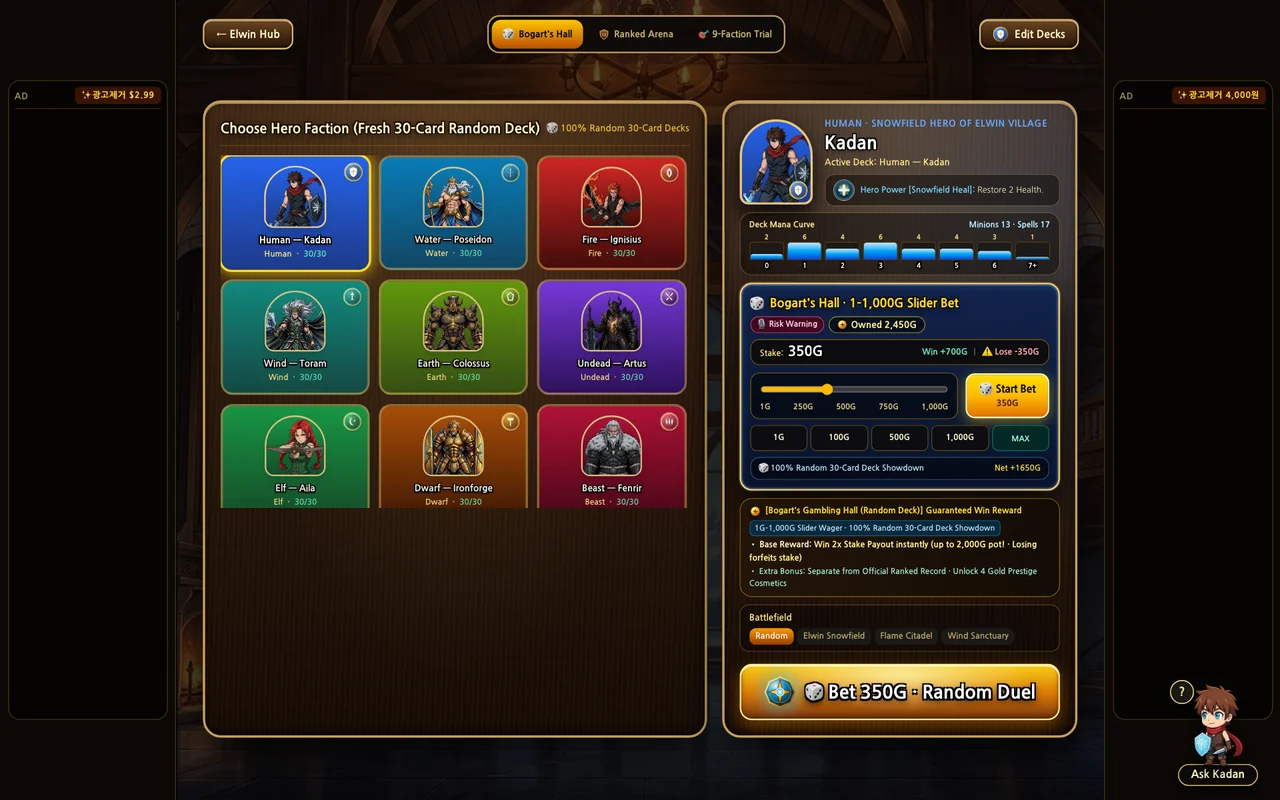 ← Elwin Hub
Bogart's Hall
Ranked Arena
9-Faction Trial
Edit Decks
AD
광고제거 $2.99
AD
광고제거 4,000원
Choose Hero Faction (Fresh 30-Card Random Deck)
100% Random 30-Card Decks
Human — Kadan
Human · 30/30
Water — Poseidon
Water · 30/30
Fire — Ignisius
Fire · 30/30
Wind — Toram
Wind · 30/30
Earth — Colossus
Earth · 30/30
Undead — Artus
Undead · 30/30
Elf — Aila
Elf · 30/30
Dwarf — Ironforge
Dwarf · 30/30
Beast — Fenrir
Beast · 30/30
HUMAN · SNOWFIELD HERO OF ELWIN VILLAGE
Kadan
Active Deck: Human — Kadan
Hero Power [Snowfield Heal]: Restore 2 Health.
Deck Mana Curve
Minions 13 · Spells 17
2 6 4 6 4 4 3 1
0 1 2 3 4 5 6 7+
Bogart's Hall · 1-1,000G Slider Bet
Risk Warning
Owned 2,450G
Stake: 350G
Win +700G | Lose -350G
1G 250G 500G 750G 1,000G
Start Bet
350G
1G 100G 500G 1,000G MAX
100% Random 30-Card Deck Showdown
Net +1650G
[Bogart's Gambling Hall (Random Deck)] Guaranteed Win Reward
1G-1,000G Slider Wager · 100% Random 30-Card Deck Showdown
• Base Reward: Win 2x Stake Payout instantly (up to 2,000G pot! · Losing
forfeits stake)
• Extra Bonus: Separate from Official Ranked Record · Unlock 4 Gold Prestige
Cosmetics
Battlefield
Random
Elwin Snowfield
Flame Citadel
Wind Sanctuary
Bet 350G · Random Duel
?
Ask Kadan